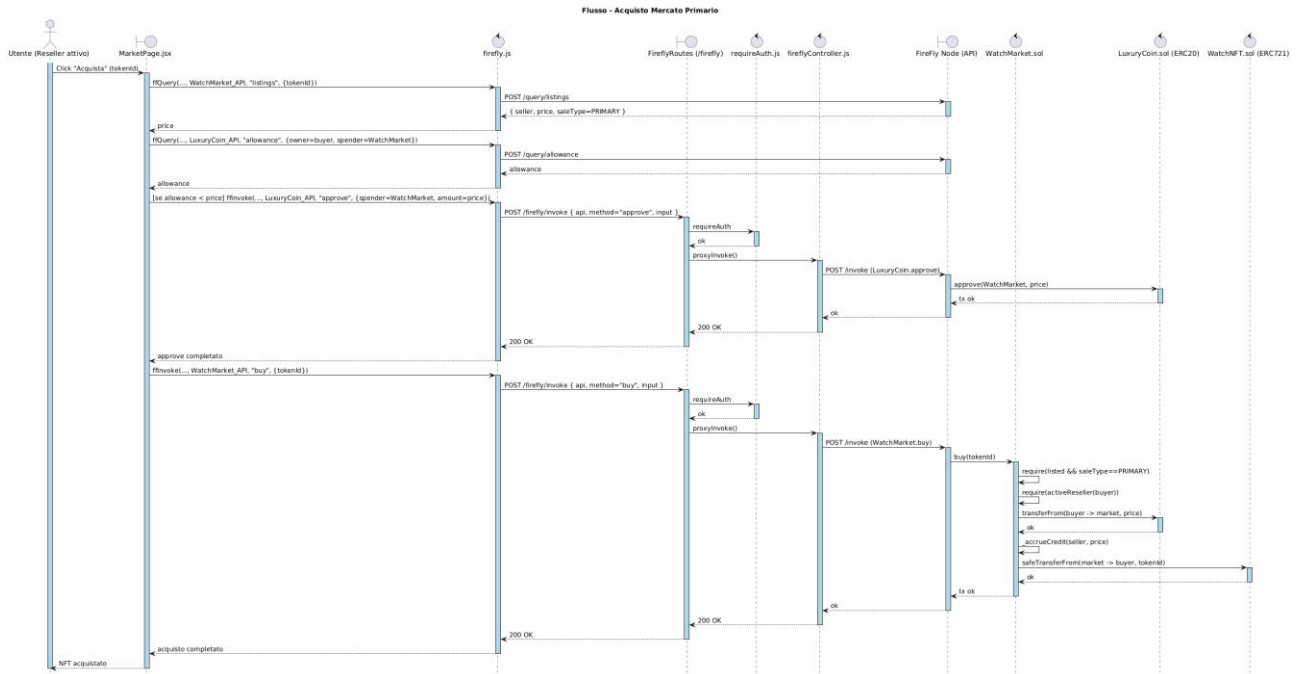 Flusso - Acquisto Mercato Primario
Utente (Reseller attivo)
MarketPage.jsx
firefly.js
FireflyRoutes (/firefly)
requireAuth.js
fireflyController.js
FireFly Node (API)
WatchMarket.sol
LuxuryCoin.sol (ERC20)
WatchNFT.sol (ERC721)
Click "Acquista" (tokenId)
ffQuery(..., WatchMarket_API, "listings", {tokenId})
POST /query/listings
{ seller, price, saleType=PRIMARY }
price
ffQuery(..., LuxuryCoin_API, "allowance", {owner=buyer, spender=WatchMarket})
POST /query/allowance
allowance
allowance
[se allowance < price] ffInvoke(..., LuxuryCoin_API, "approve", {spender=WatchMarket, amount=price})
POST /firefly/invoke { api, method="approve", input }
requireAuth
ok
proxyInvoke()
POST /invoke (LuxuryCoin.approve)
approve(WatchMarket, price)
tx ok
ok
200 OK
200 OK
approve completato
ffInvoke(..., WatchMarket_API, "buy", {tokenId})
POST /firefly/invoke { api, method="buy", input }
requireAuth
ok
proxyInvoke()
POST /invoke (WatchMarket.buy)
buy(tokenId)
require(listed && saleType==PRIMARY)
require(activeReseller(buyer))
transferFrom(buyer -> market, price)
ok
_accrueCredit(seller, price)
safeTransferFrom(market -> buyer, tokenId)
ok
tx ok
ok
200 OK
200 OK
acquisto completato
NFT acquistato